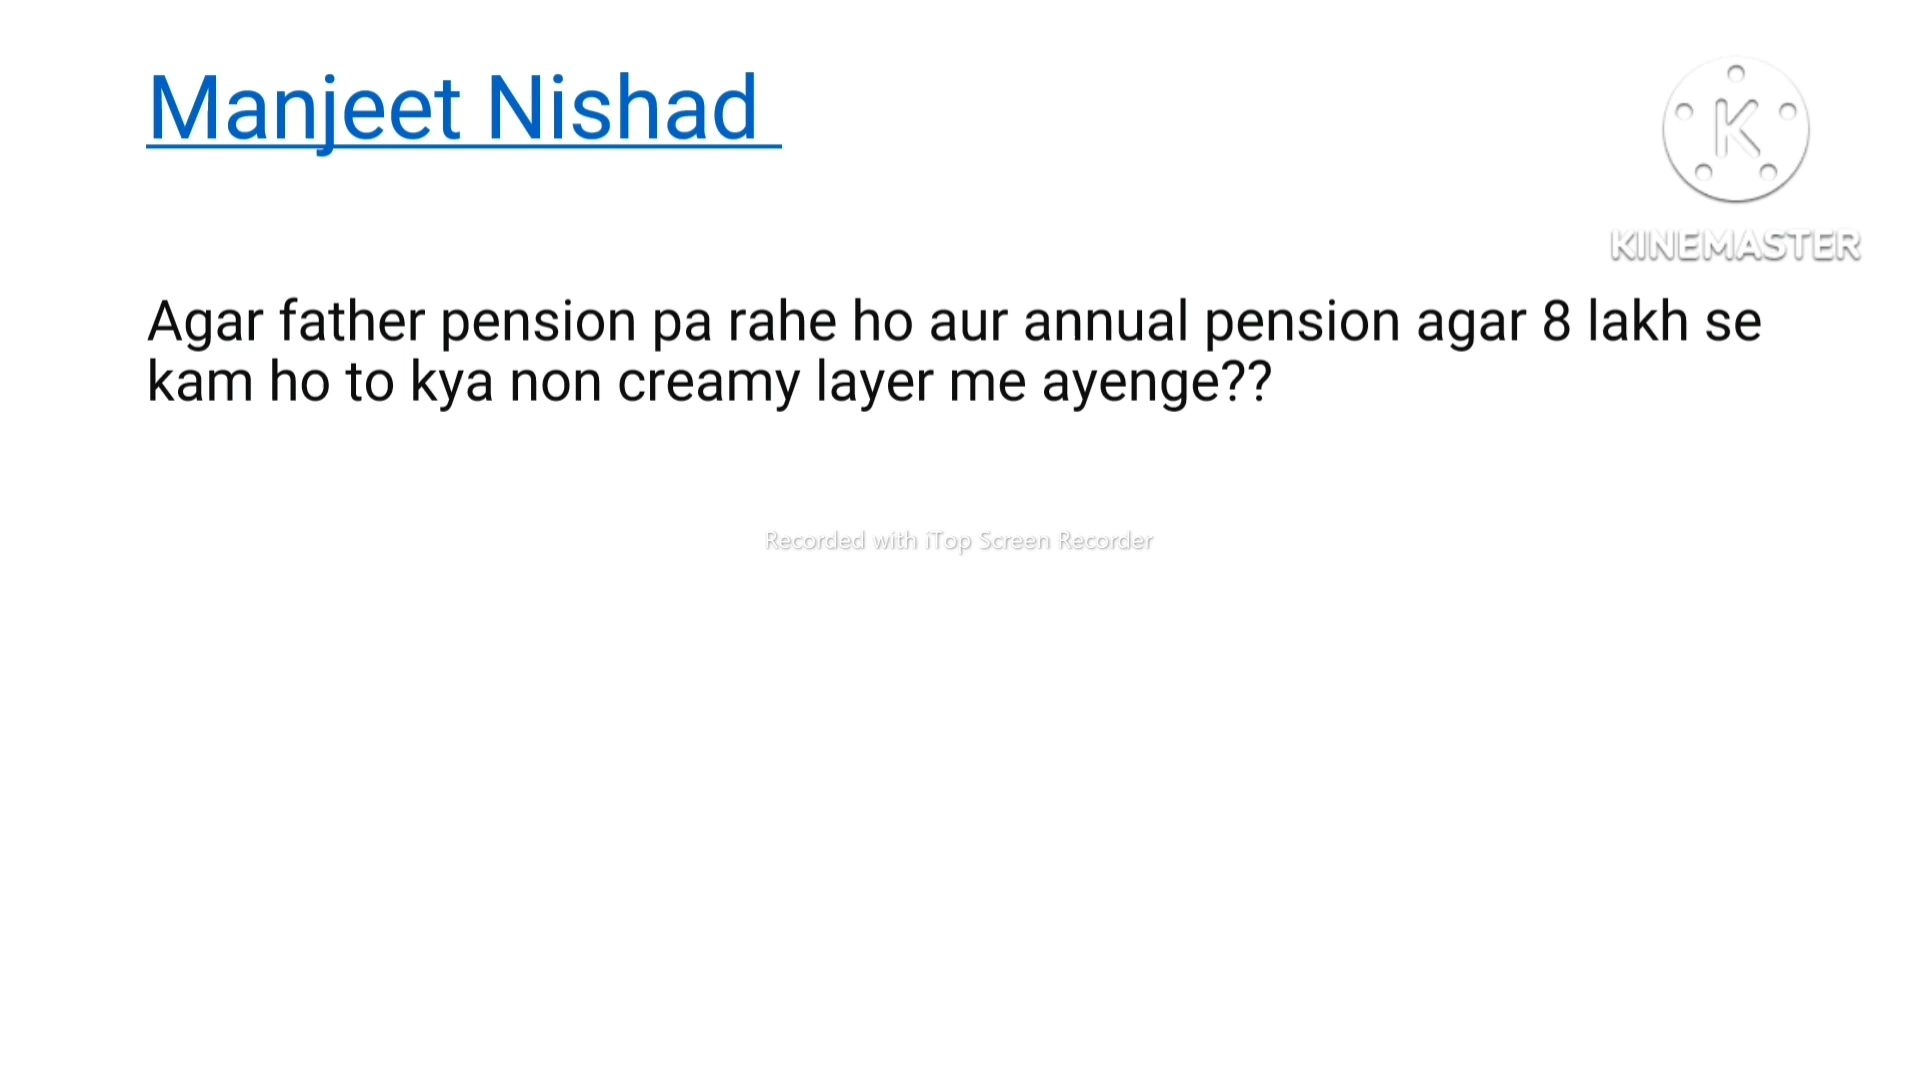 Manjeet Nishad
K
KINEMASTER
Agar father pension pa rahe ho aur annual pension agar 8 lakh se
kam ho to kya non creamy layer me ayenge??
Recorded with iTop Screen Recorder